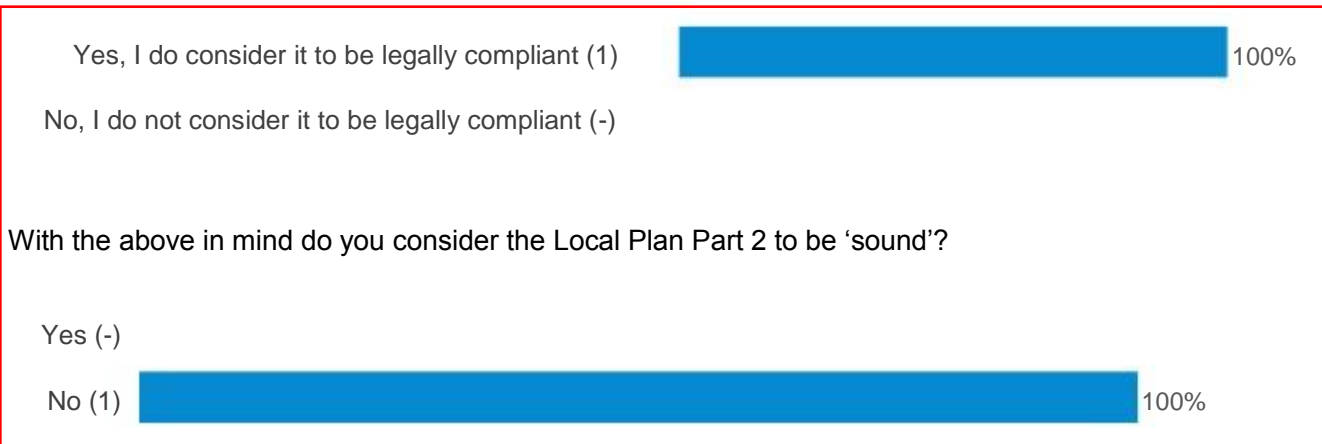 Yes, I do consider it to be legally compliant (1) 100%
No, I do not consider it to be legally compliant (-)
With the above in mind do you consider the Local Plan Part 2 to be ‘sound’?
Yes (-)
No (1) 100%